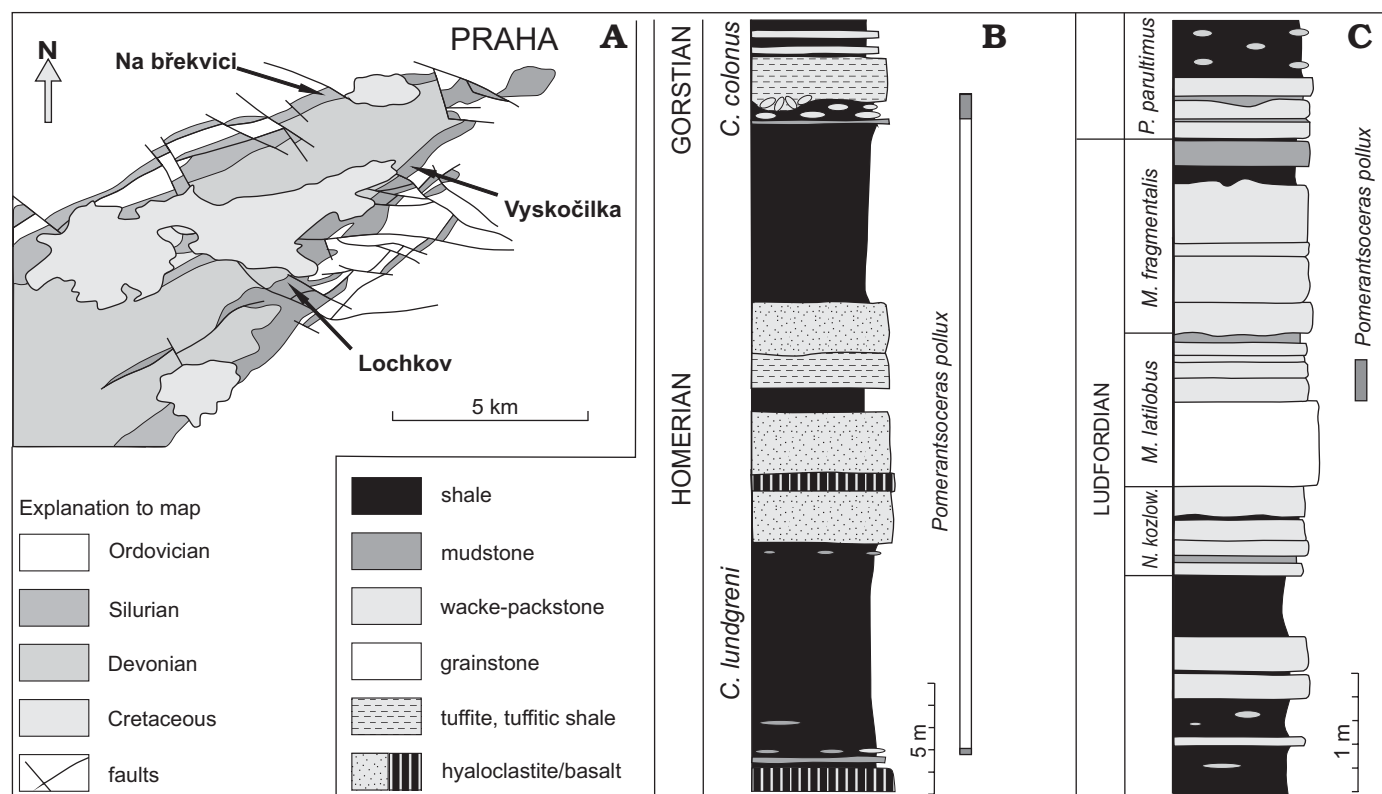 N
PRAHA
A
Na břekvici
Vyskočilka
Lochkov
5 km
Explanation to map
Ordovician
Silurian
Devonian
Cretaceous
faults
shale
mudstone
wacke-packstone
grainstone
tuffite, tuffitic shale
hyaloclastite/basalt
B
GORSTIAN
HOMERIAN
C. colonus
C. lundgreni
Pomerantsoceras pollux
5 m
C
LUDFORDIAN
P. parultimus
M. fragmentalis
M. latilobus
N. kozlow.
Pomerantsoceras pollux
1 m